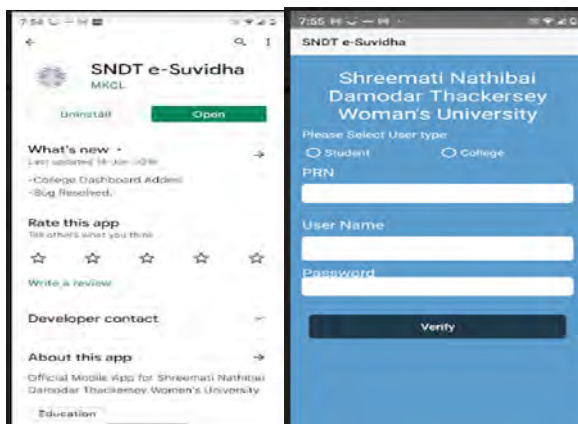 7:54
SNDT e-Suvidha
MKCL
Uninstall
Open
What's new •
Last updated
-College Dashboard Added.
-Bug Resolved.
Rate this app
Tell others what you think
Write a review
Developer contact
About this app
Official Mobile App for Shreemati Nathibai
Damodar Thackersey Women's University
Education
7:55
SNDT e-Suvidha
Shreemati Nathibai
Damodar Thackersey
Woman's University
Please Select User type
Student
College
PRN
User Name
Password
Verify